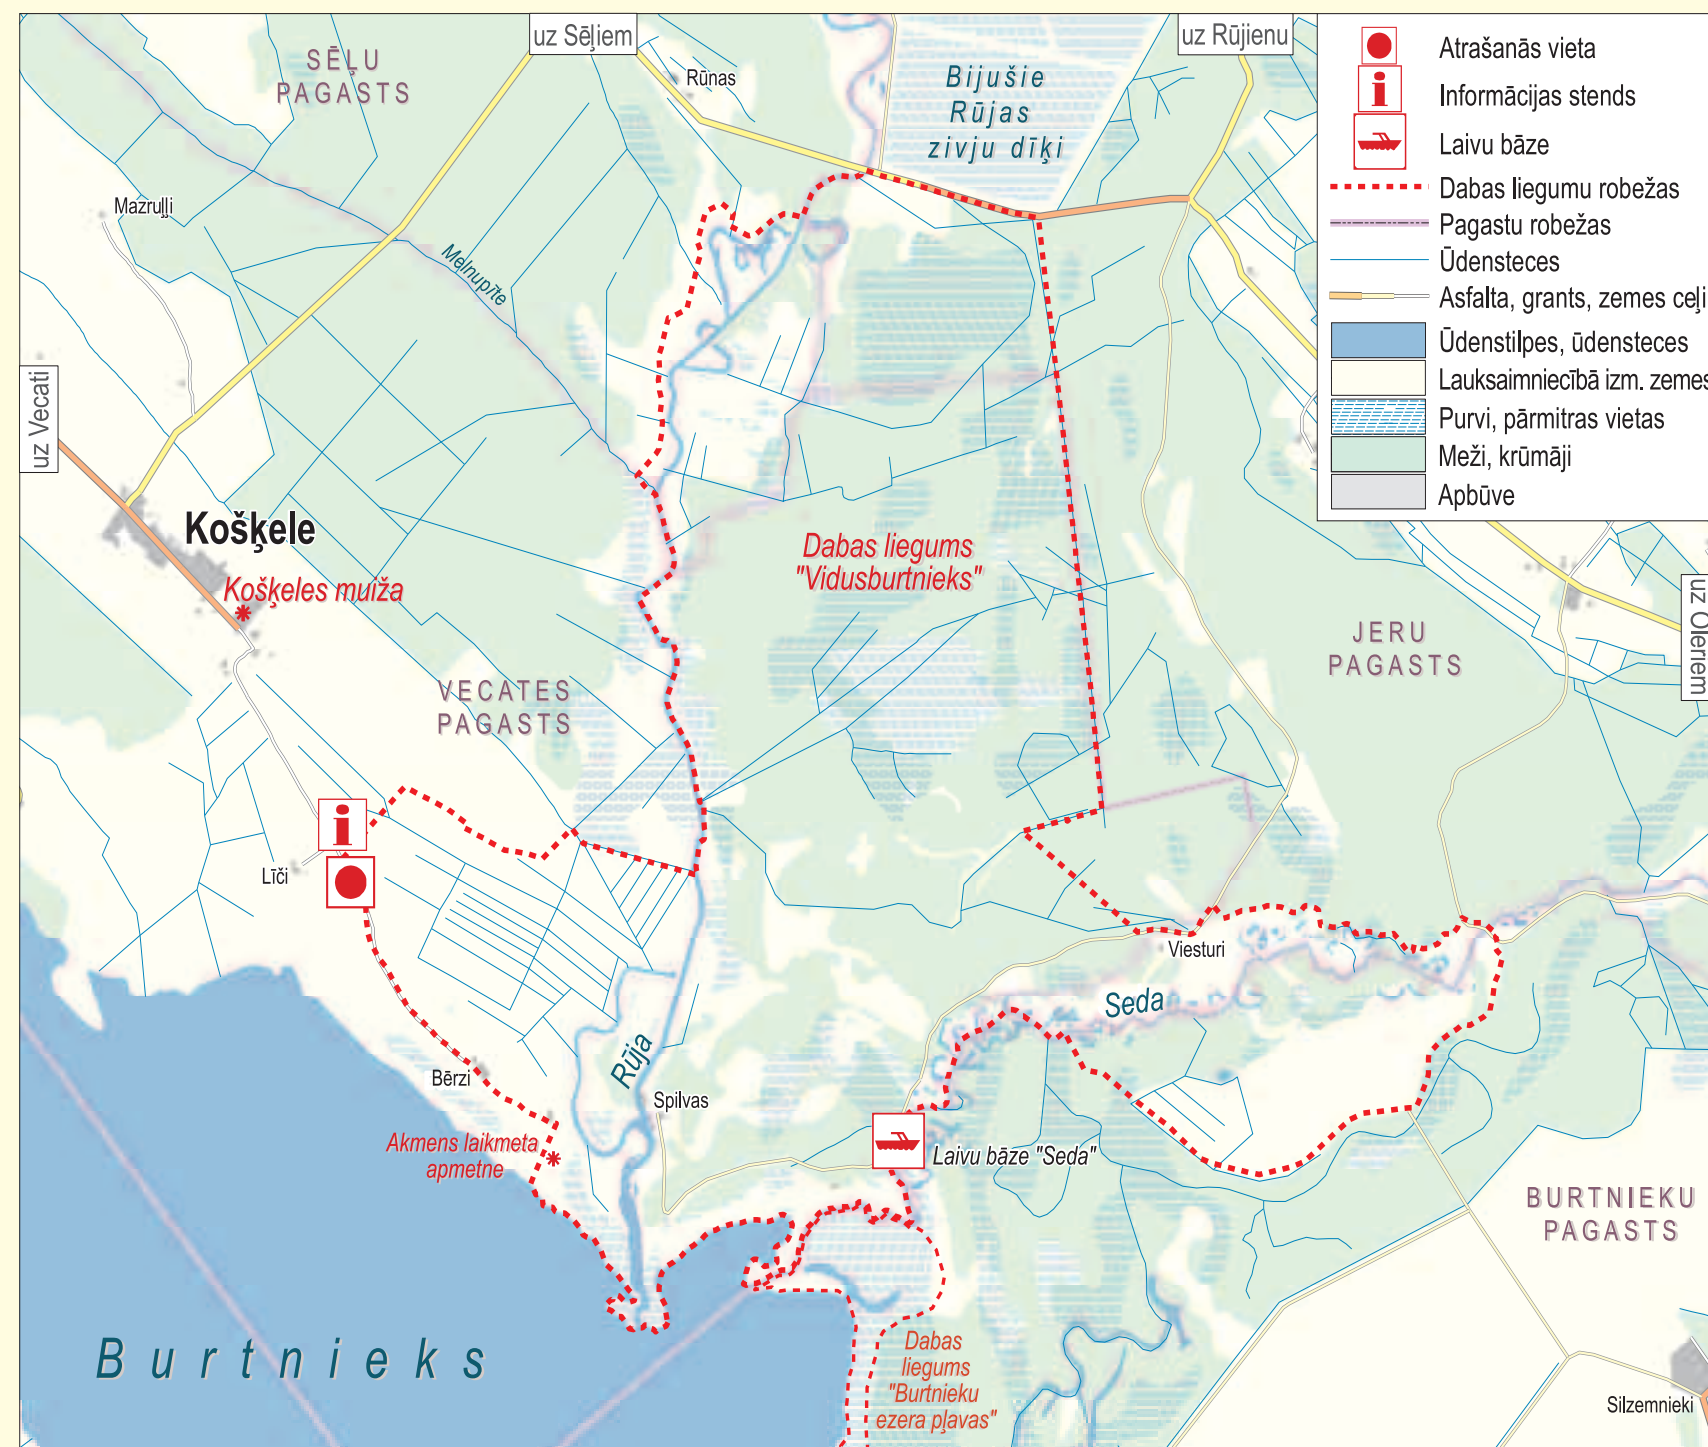 uz Sēļiem
uz Rūjienu
SĒĻU
PAGASTS
Rūnas
Bijušie
Rūjas
zivju dīķi
Atrašanās vieta
i
Informācijas stends
Laivu bāze
Dabas liegumu robežas
Pagastu robežas
Ūdensteces
Asfalta, grants, zemes ceļi
Ūdenstilpes, ūdensteces
Lauksaimniecībā izm. zemes
Purvi, pārmitras vietas
Meži, krūmāji
Apbūve
Mazruļļi
Meļnupīte
uz Vecati
Košķele
Košķeles muiža
Dabas liegums
"Vidusburtnieks"
uz Oleriem
JERU
PAGASTS
VECATES
PAGASTS
i
Līči
Viesturi
Seda
Rūja
Bērzi
Spilvas
Akmens laikmeta
apmetne
Laivu bāze "Seda"
BURTNIEKU
PAGASTS
Burtnieks
Dabas
liegums
"Burtnieku
ezera pļavas"
Silzemnieki